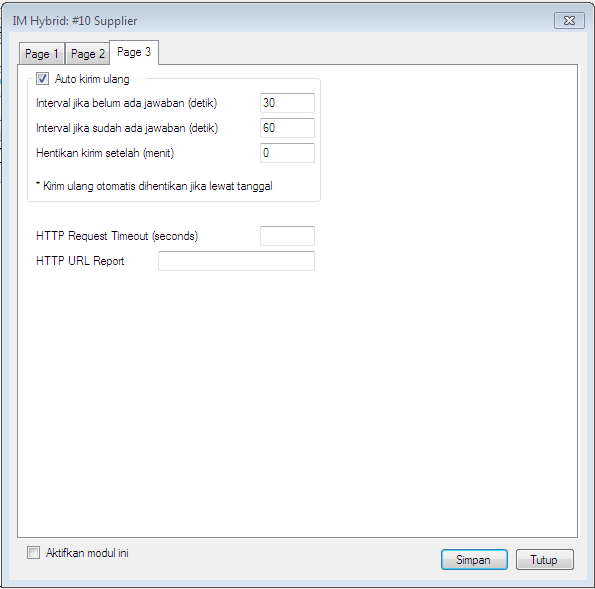 IM Hybrid: #10 Supplier
Page 1 Page 2 Page 3
Auto kirim ulang
Interval jika belum ada jawaban (detik) 30
Interval jika sudah ada jawaban (detik) 60
Hentikan kirim setelah (menit) 0
* Kirim ulang otomatis dihentikan jika lewat tanggal
HTTP Request Timeout (seconds)
HTTP URL Report
Aktifkan modul ini
Simpan Tutup